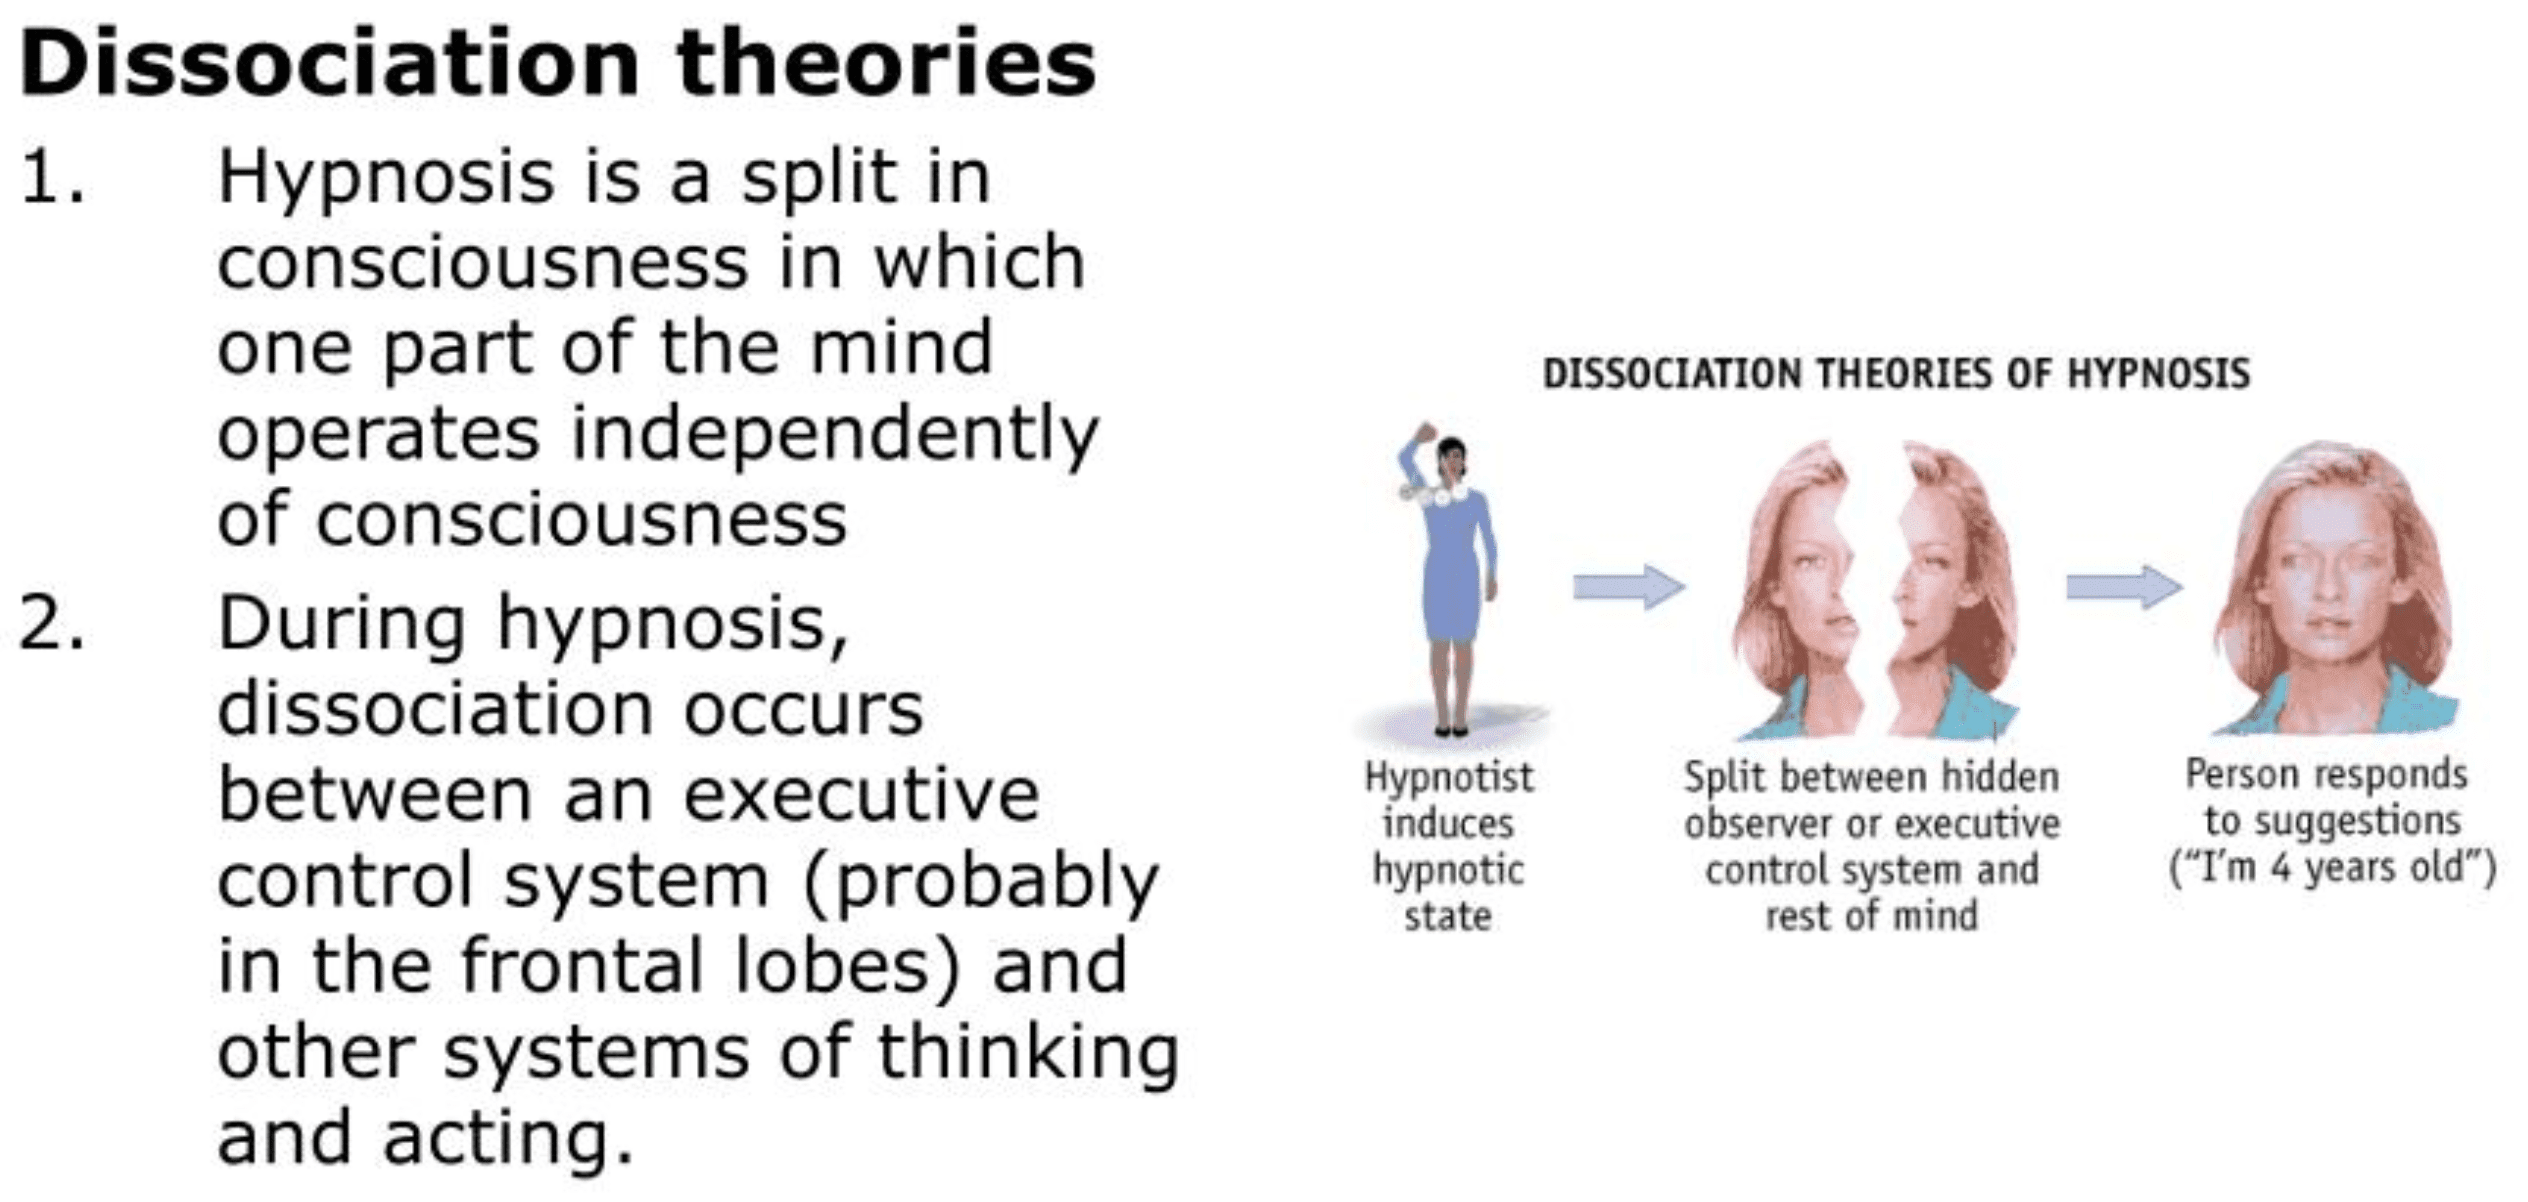 Dissociation theories
1. Hypnosis is a split in
consciousness in which
one part of the mind
operates independently
of consciousness
2. During hypnosis,
dissociation occurs
between an executive
control system (probably
in the frontal lobes) and
other systems of thinking
and acting.
DISSOCIATION THEORIES OF HYPNOSIS
Hypnotist
induces
hypnotic
state
Split between hidden
observer or executive
control system and
rest of mind
Person responds
to suggestions
(“I’m 4 years old”)